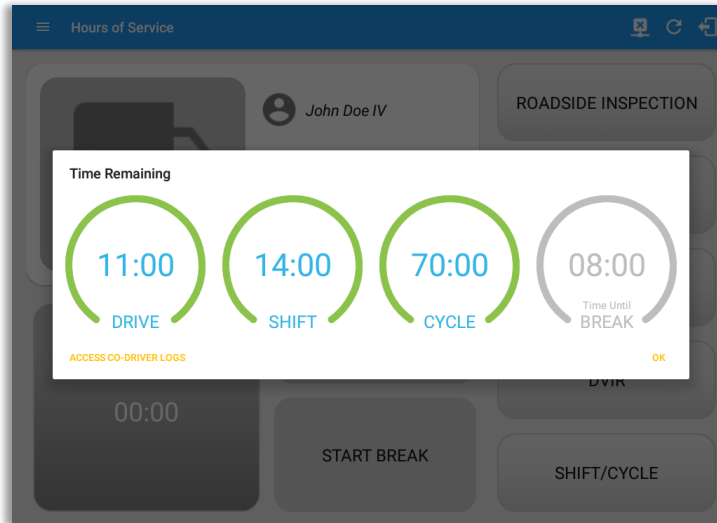 Hours of Service
John Doe IV
ROADSIDE INSPECTION
Time Remaining
11:00
DRIVE
14:00
SHIFT
70:00
CYCLE
08:00
Time Until
BREAK
ACCESS CO-DRIVER LOGS
OK
DVIR
00:00
START BREAK
SHIFT/CYCLE